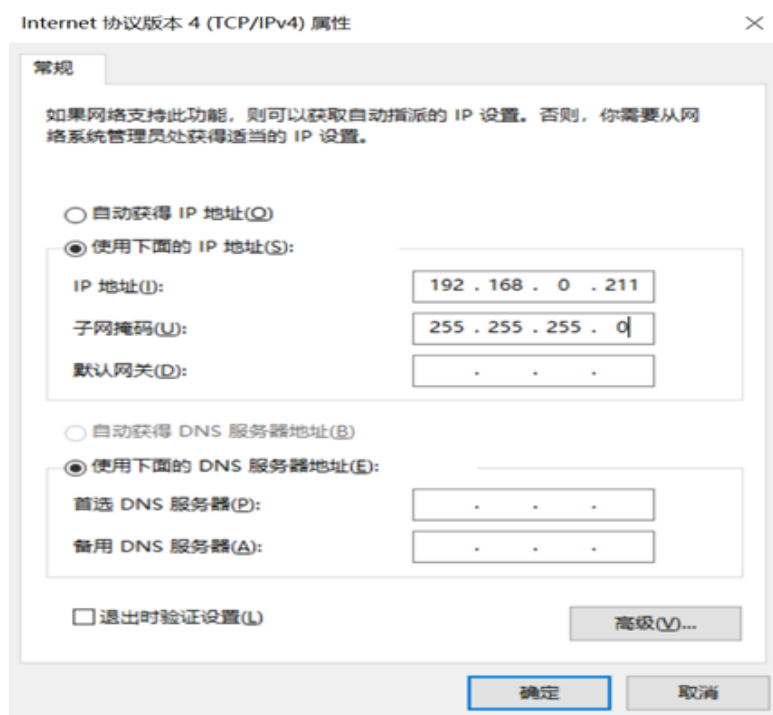 Internet 协议版本 4 (TCP/IPv4) 属性
常规
如果网络支持此功能，则可以获取自动指派的 IP 设置。否则，你需要从网
络系统管理员处获得适当的 IP 设置。
自动获得 IP 地址(O)
使用下面的 IP 地址(S):
IP 地址(I):
192 . 168 . 0 . 211
子网掩码(U):
255 . 255 . 255 . 0
默认网关(D):
. . .
自动获得 DNS 服务器地址(B)
使用下面的 DNS 服务器地址(E):
首选 DNS 服务器(P):
. . .
备用 DNS 服务器(A):
. . .
退出时验证设置(L)
高级(V)...
确定
取消